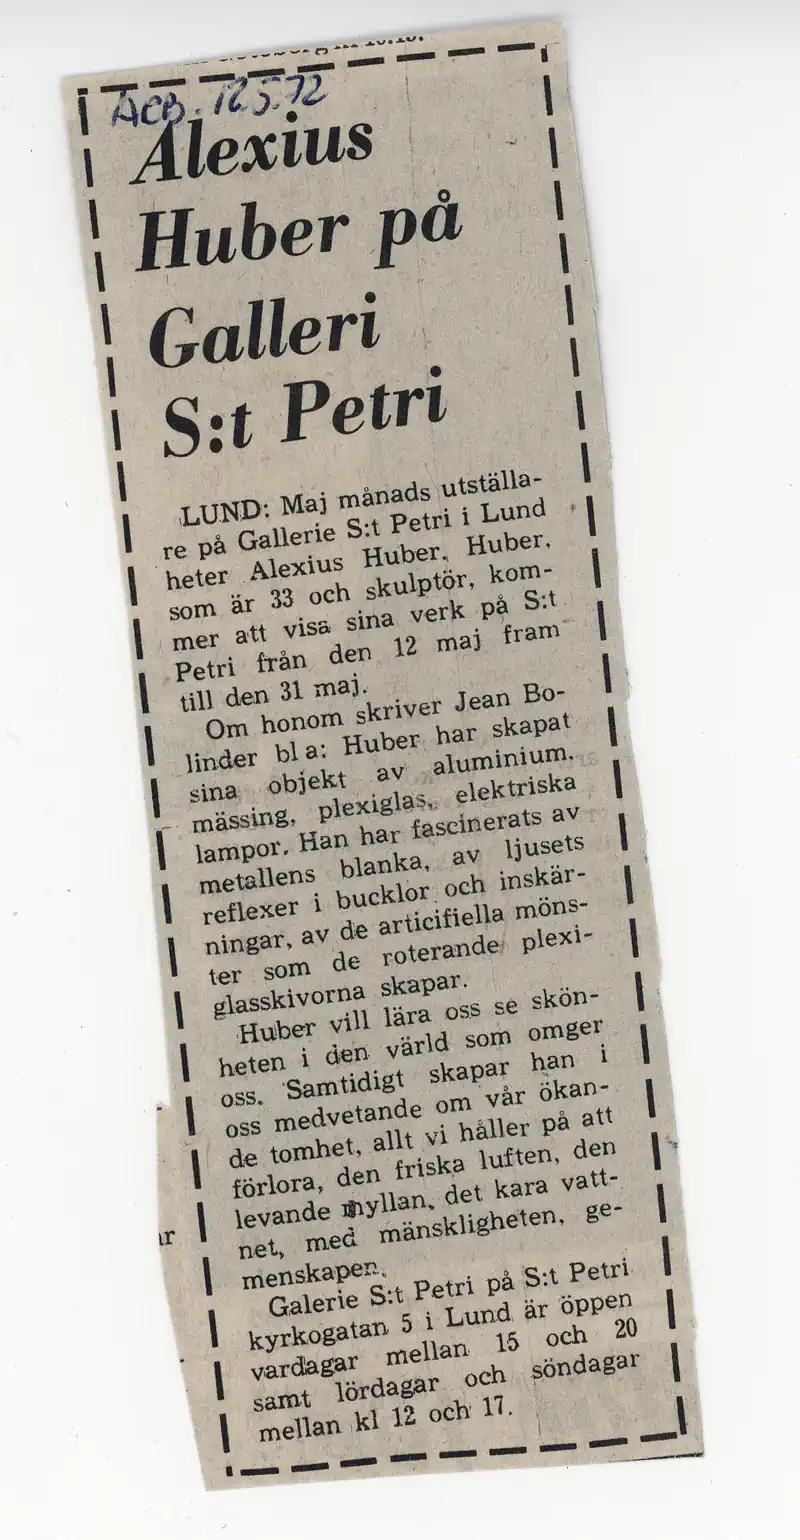 ACB. 12.5.72
Alexius
Huber på
Galleri
S:t Petri
LUND: Maj månads utställa-
re på Gallerie S:t Petri i Lund
heter Alexius Huber. Huber,
som är 33 och skulptör, kom-
mer att visa sina verk på S:t
Petri från den 12 maj fram
till den 31 maj.
Om honom skriver Jean Bo-
linder bl a: Huber har skapat
sina objekt av aluminium,
mässing, plexiglas, elektriska
lampor. Han har fascinerats av
metallens blanka, av ljusets
reflexer i bucklor och inskär-
ningar, av de articifiella möns-
ter som de roterande plexi-
glasskivorna skapar.
Huber vill lära oss se skön-
heten i den värld som omger
oss. Samtidigt skapar han i
oss medvetande om vår ökan-
de tomhet, allt vi håller på att
förlora, den friska luften, den
levande myllan, det kara vatt-
net, med mänskligheten, ge-
menskapen.
Galerie S:t Petri på S:t Petri
kyrkogatan 5 i Lund är öppen
vardagar mellan 15 och 20
samt lördagar och söndagar
mellan kl 12 och 17.